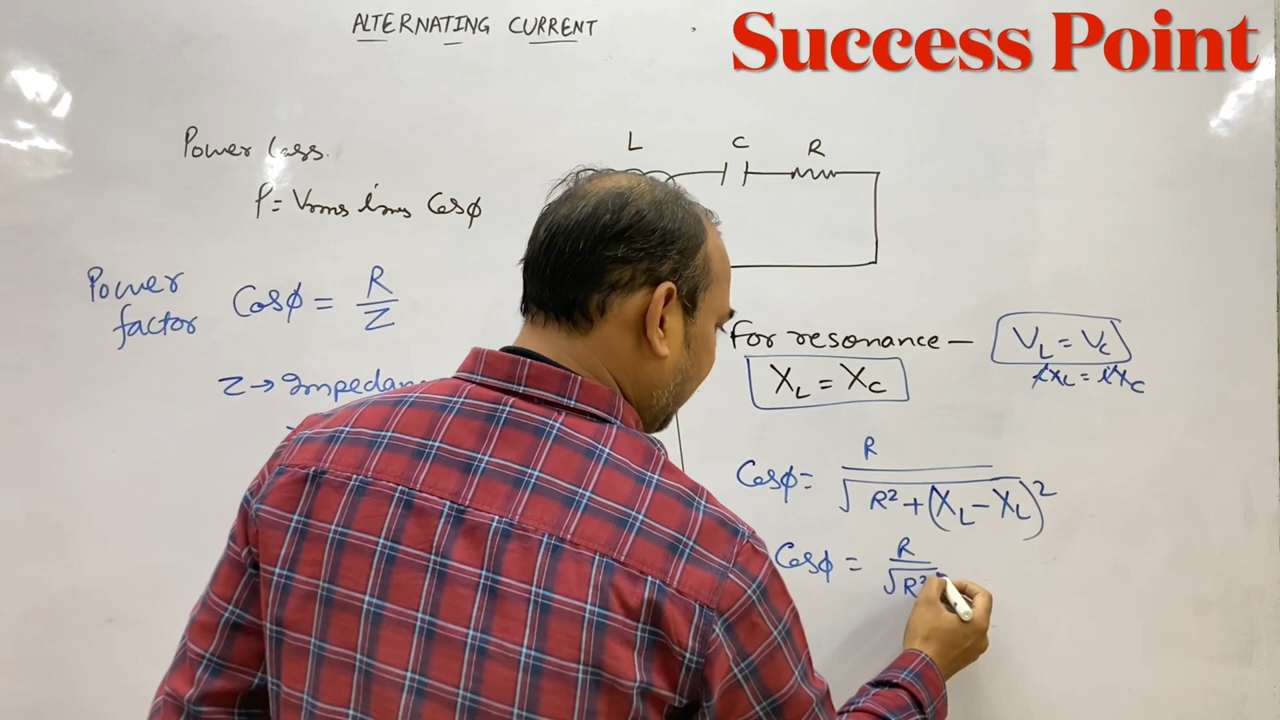 ALTERNATING CURRENT
Success Point
Power Loss.
P = Vrms irms Cosϕ
L C R
Power factor Cosϕ = R/Z
Z → Impedan
For resonance — VL = VC
XL = XC
iXL = iXC
Cosϕ = R/√R²+(XL-XL)²
Cosϕ = R/√R²